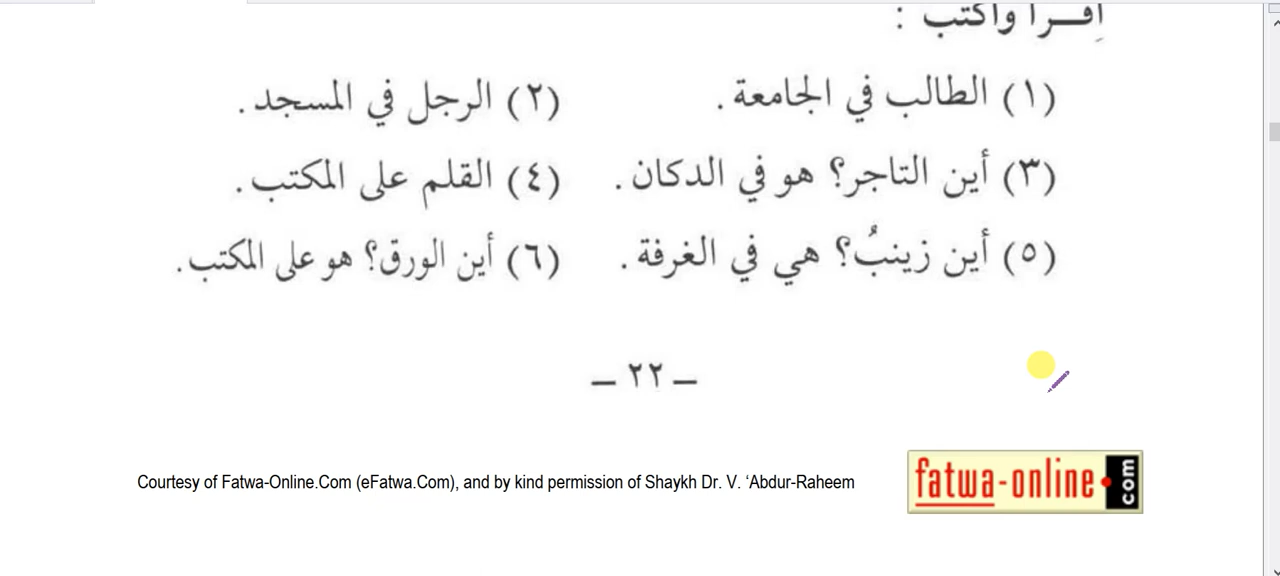 اِقـــرأ واكتب :
(١) الطالب في الجامعة . (٢) الرجل في المسجد .
(٣) أين التاجر؟ هو في الدكان . (٤) القلم على المكتب .
(٥) أين زينبُ؟ هي في الغرفة . (٦) أين الورق؟ هو على المكتب .
– ٢٢ –
Courtesy of Fatwa-Online.Com (eFatwa.Com), and by kind permission of Shaykh Dr. V. ‘Abdur-Raheem
fatwa-online.com